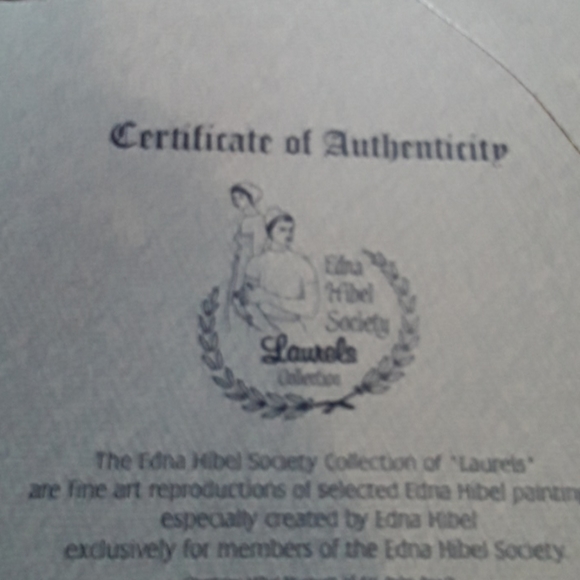 Certificate of Authenticity
Edna
Hibel
Society
Laurels
Collection
The Edna Hibel Society Collection of "Laurels"
are fine art reproductions of selected Edna Hibel
especially created by Edna Hibel
exclusively for members of the Edna Hibel Society.